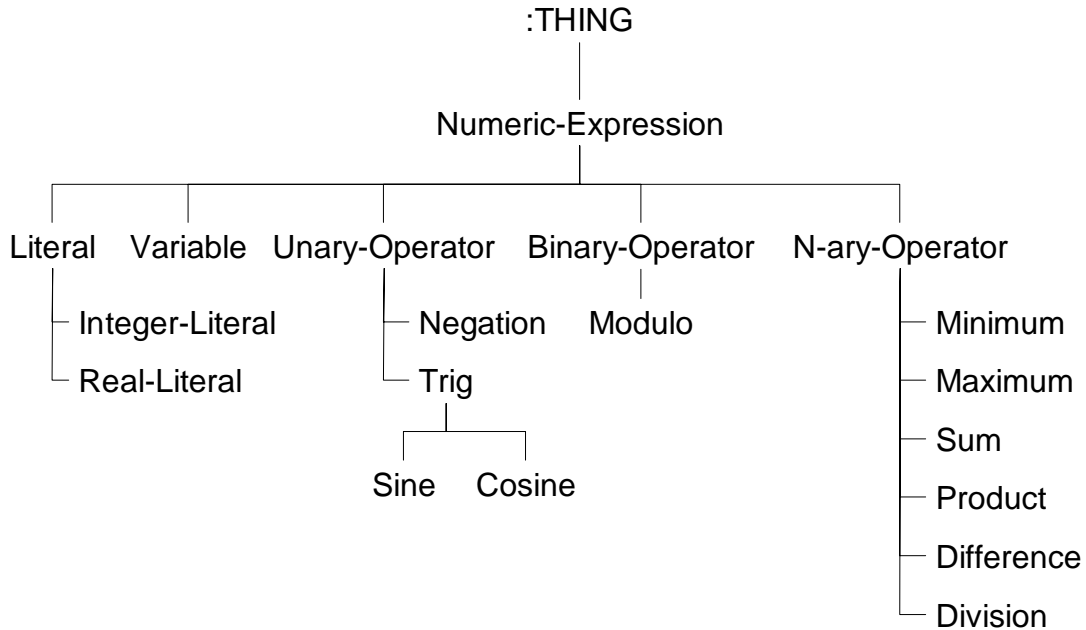 :THING
Numeric-Expression
Literal Variable Unary-Operator Binary-Operator N-ary-Operator
Integer-Literal Negation Modulo Minimum
Real-Literal Trig Maximum
Sum
Sine Cosine
Product
Difference
Division